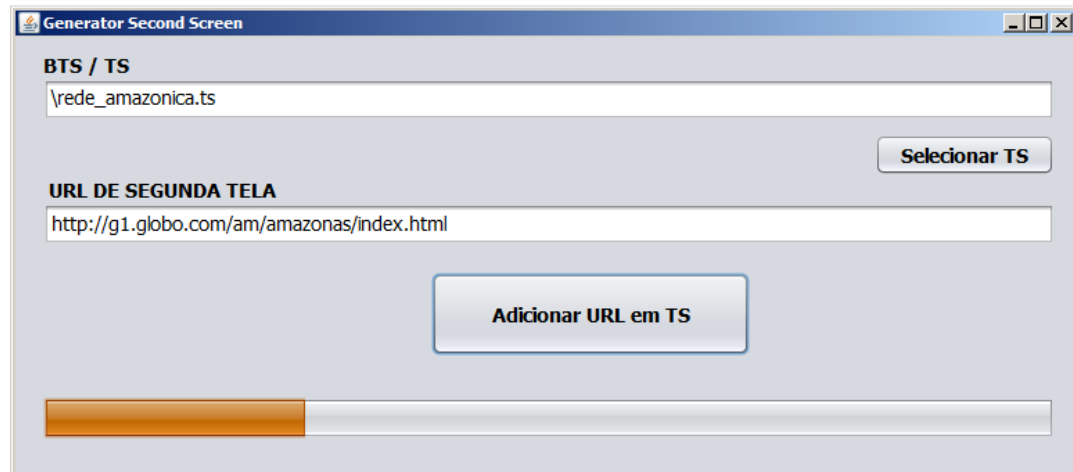 Generator Second Screen
BTS / TS
\rede_amazonica.ts
Selecionar TS
URL DE SEGUNDA TELA
http://g1.globo.com/am/amazonas/index.html
Adicionar URL em TS